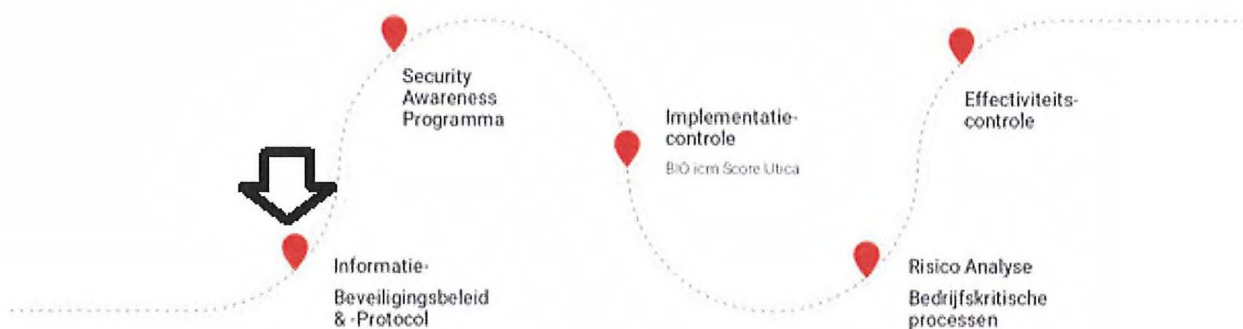 Security
Awareness
Programma
Implementatie-
controle
BIO icm Score Utica
Effectiviteits-
controle
Informatie-
Beveiligingsbeleid
& -Protocol
Risico Analyse
Bedrijfskritische
processen